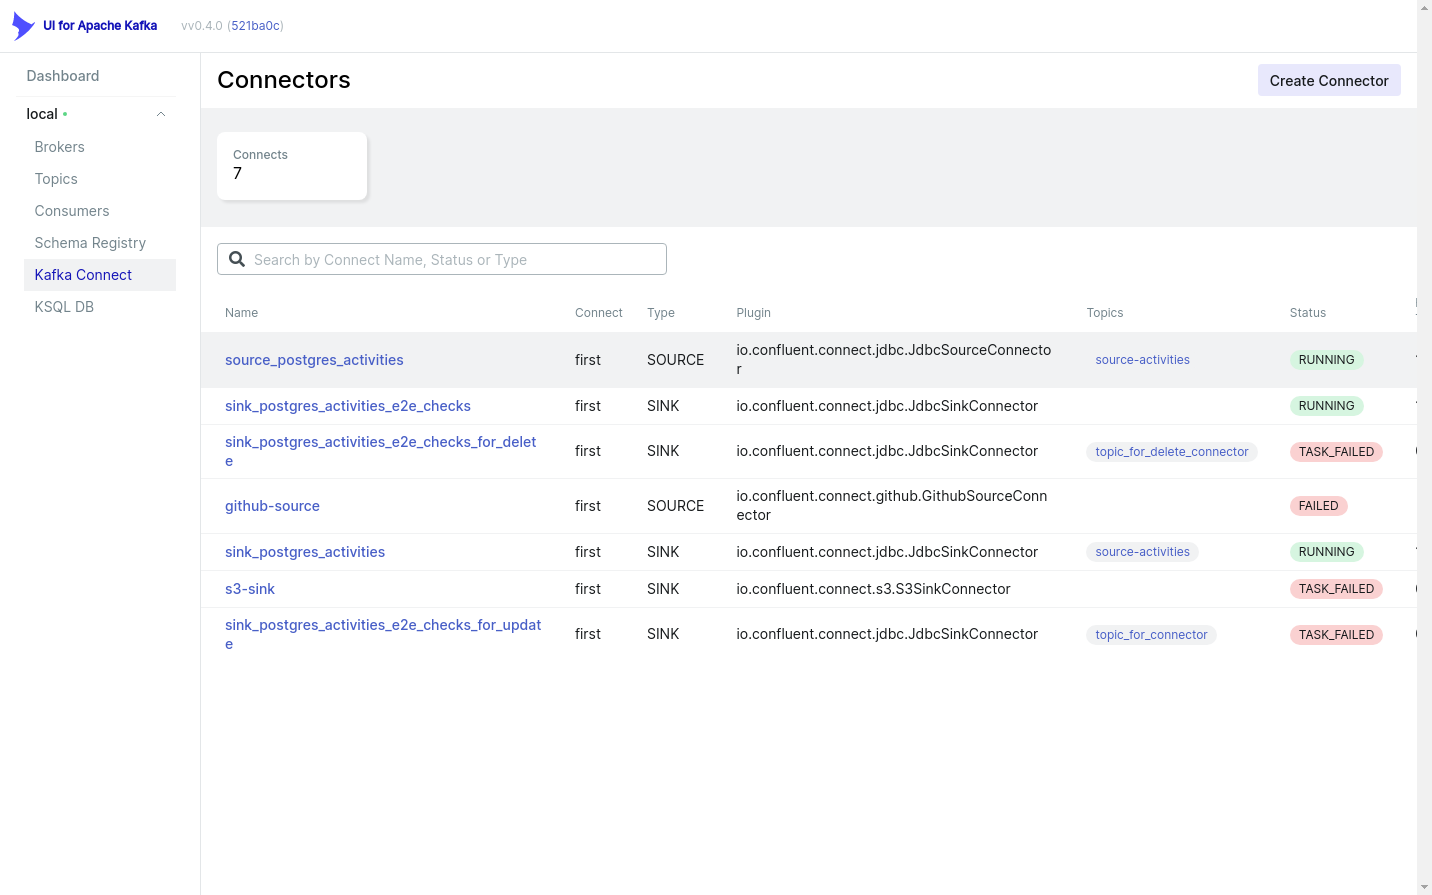 UI for Apache Kafka
vv0.4.0 (521ba0c)
Dashboard
local
Brokers
Topics
Consumers
Schema Registry
Kafka Connect
KSQL DB
Connectors
Create Connector
Connects
7
Search by Connect Name, Status or Type
Name Connect Type Plugin Topics Status
source_postgres_activities first SOURCE io.confluent.connect.jdbc.JdbcSourceConnecto
r source-activities RUNNING
sink_postgres_activities_e2e_checks first SINK io.confluent.connect.jdbc.JdbcSinkConnector RUNNING
sink_postgres_activities_e2e_checks_for_delet
e first SINK io.confluent.connect.jdbc.JdbcSinkConnector topic_for_delete_connector TASK_FAILED
github-source first SOURCE io.confluent.connect.github.GithubSourceConn
ector FAILED
sink_postgres_activities first SINK io.confluent.connect.jdbc.JdbcSinkConnector source-activities RUNNING
s3-sink first SINK io.confluent.connect.s3.S3SinkConnector TASK_FAILED
sink_postgres_activities_e2e_checks_for_updat
e first SINK io.confluent.connect.jdbc.JdbcSinkConnector topic_for_connector TASK_FAILED